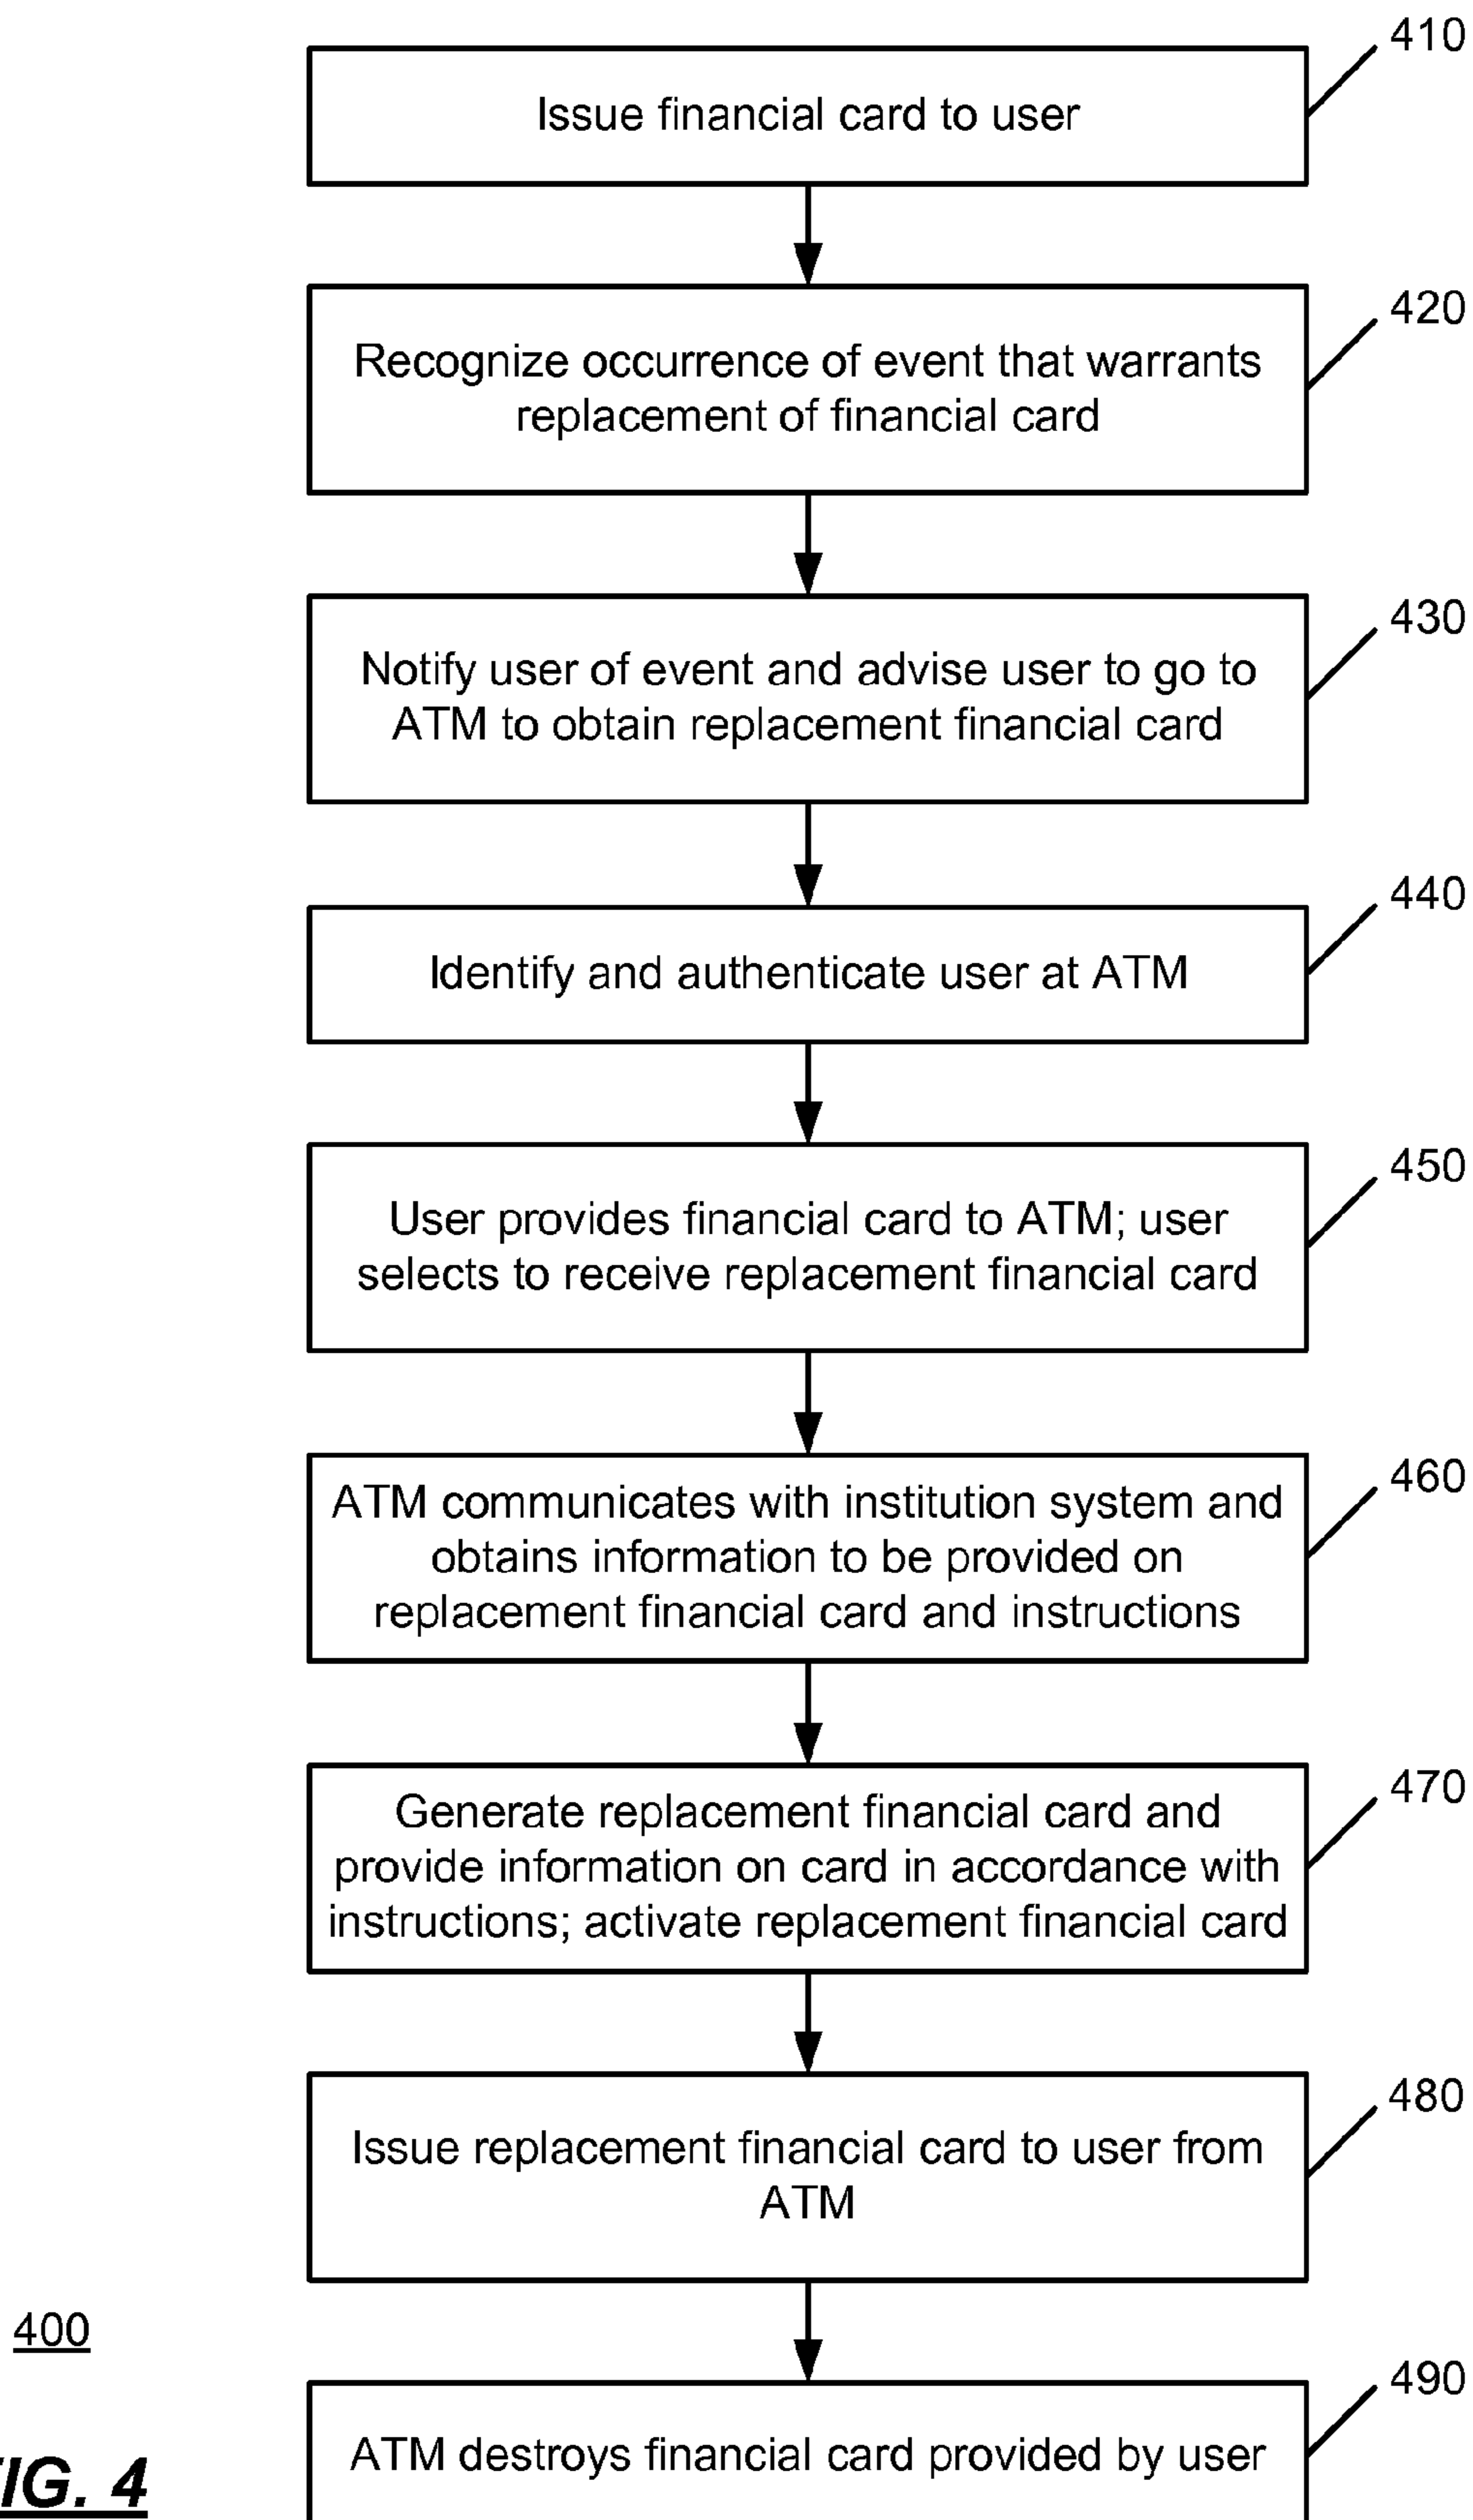 410
Issue financial card to user
420
Recognize occurrence of event that warrants
replacement of financial card
430
Notify user of event and advise user to go to
ATM to obtain replacement financial card
440
Identify and authenticate user at ATM
450
User provides financial card to ATM; user
selects to receive replacement financial card
460
ATM communicates with institution system and
obtains information to be provided on
replacement financial card and instructions
470
Generate replacement financial card and
provide information on card in accordance with
instructions; activate replacement financial card
480
Issue replacement financial card to user from
ATM
400
490
ATM destroys financial card provided by user
IG. 4